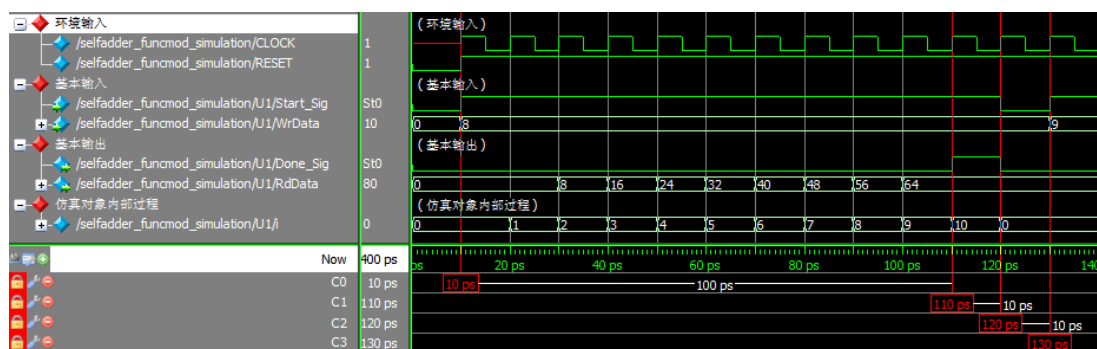 环境输入 (环境输入)
/selfadder_funcmod_simulation/CLOCK 1
/selfadder_funcmod_simulation/RESET 1
基本输入 (基本输入)
/selfadder_funcmod_simulation/U1/Start_Sig St0
/selfadder_funcmod_simulation/U1/WrData 10 0 8 9
基本输出 (基本输出)
/selfadder_funcmod_simulation/U1/Done_Sig St0
/selfadder_funcmod_simulation/U1/RdData 80 0 8 16 24 32 40 48 56 64
仿真对象内部过程 (仿真对象内部过程)
/selfadder_funcmod_simulation/U1/i 0 0 1 2 3 4 5 6 7 8 9 10 0
Now 400 ps ps 20 ps 40 ps 60 ps 80 ps 100 ps 120 ps 140
C0 10 ps 10 ps 100 ps
C1 110 ps 110 ps 10 ps
C2 120 ps 120 ps 10 ps
C3 130 ps 130 ps